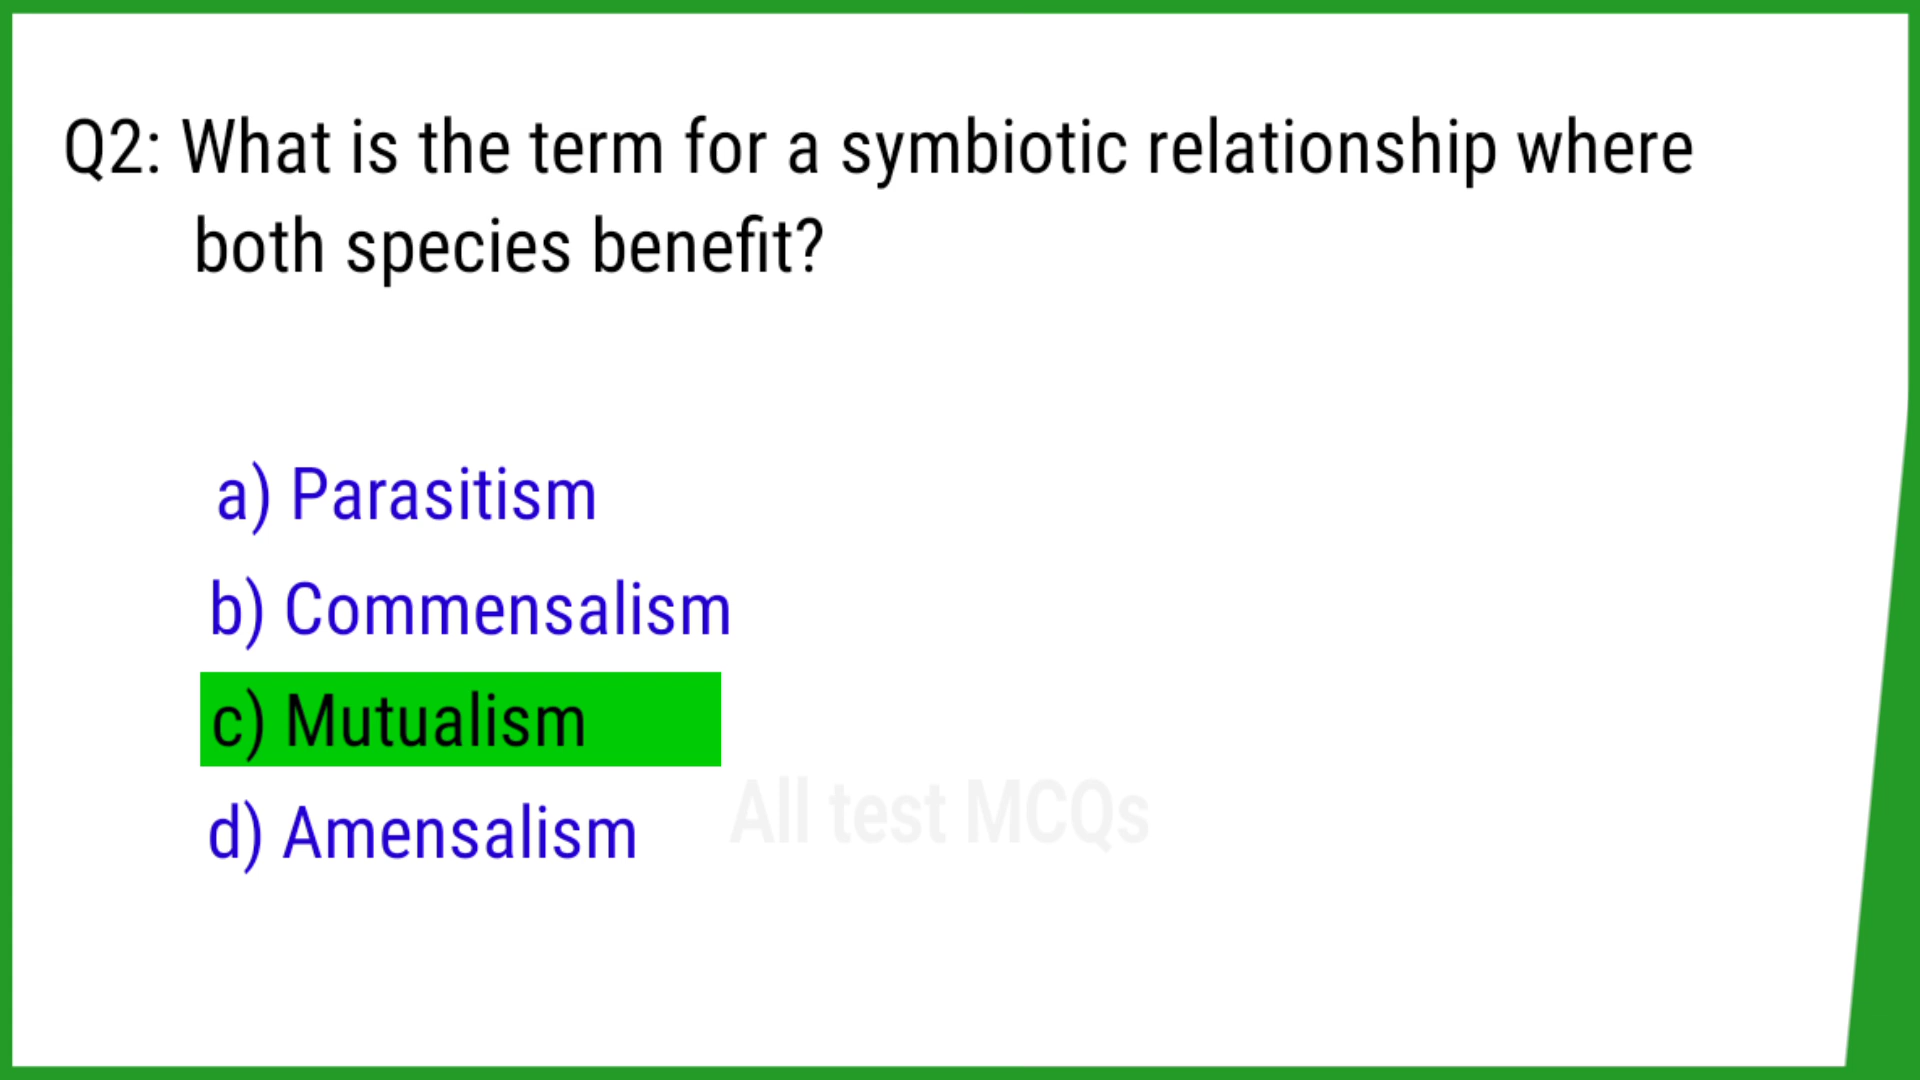 Q2: What is the term for a symbiotic relationship where
both species benefit?
a) Parasitism
b) Commensalism
c) Mutualism
All test MCQs
d) Amensalism